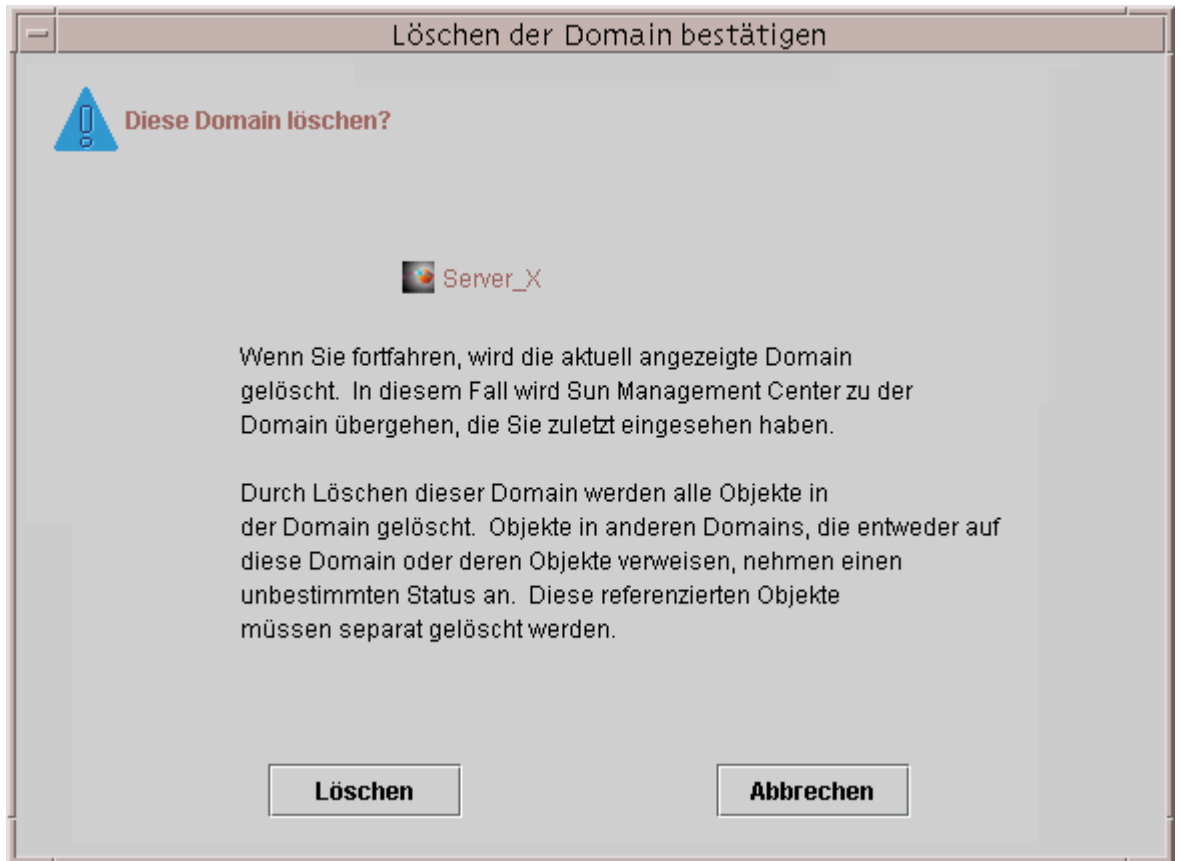 Löschen der Domain bestätigen
Diese Domain löschen?
Server_X
Wenn Sie fortfahren, wird die aktuell angezeigte Domain
gelöscht. In diesem Fall wird Sun Management Center zu der
Domain übergehen, die Sie zuletzt eingesehen haben.
Durch Löschen dieser Domain werden alle Objekte in
der Domain gelöscht. Objekte in anderen Domains, die entweder auf
diese Domain oder deren Objekte verweisen, nehmen einen
unbestimmten Status an. Diese referenzierten Objekte
müssen separat gelöscht werden.
Löschen
Abbrechen